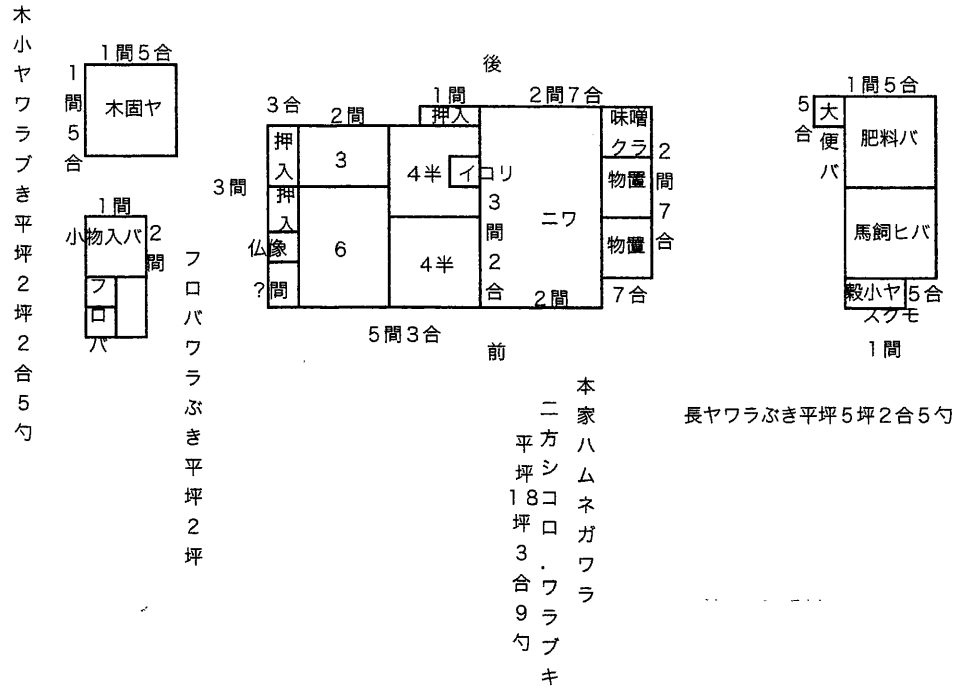 木小ヤワラブき平坪2坪2合5勺
1間5合
1間5合
木固ヤ
1間
2間
小物入バ
フロバ
フロバワラぶき平坪2坪
後
3合
2間
1間
2間7合
押入
3
押入
4半
イロリ
味噌クラ
2間7合
物置
3間
押入
仏像
?間
6
4半
3間2合
ニワ
物置
2間
7合
5間3合
前
本家ハムネガワラ
二方シコロ.ワラブキ
平坪18坪3合9勺
1間5合
5合
大便バ
肥料バ
馬飼ヒバ
穀小ヤ
5合
スクモ
1間
長ヤワラぶき平坪5坪2合5勺